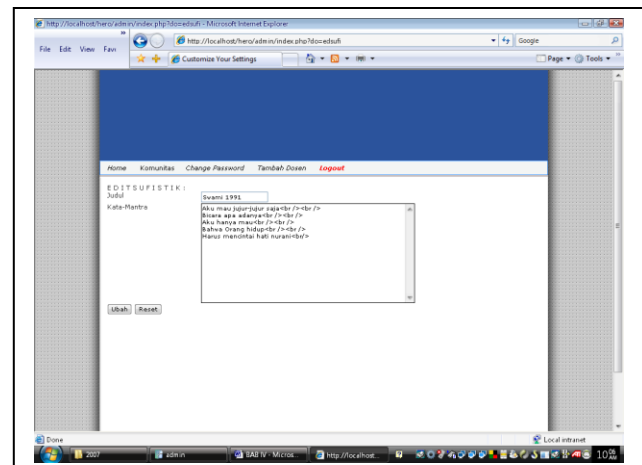 http://localhost/hero/admin/index.php?do=edsufi - Microsoft Internet Explorer
http://localhost/hero/admin/index.php?do=edsufi
Google
File Edit View Favi
Customize Your Settings
Page Tools
Home Komunitas Change Password Tambah Dosen Logout
E D I T S U F I S T I K :
Judul
Svami 1991
Kata-Mantra
Aku mau jujur-jujur saja<br /><br />
Bicara apa adanya<br /><br />
Aku hanya mau<br /><br />
Bahwa Orang hidup<br /><br />
Harus mencintai hati nurani<br/>
Ubah Reset
Done
Local intranet
2007
admin
BAB IV - Micros...
http://localhost...